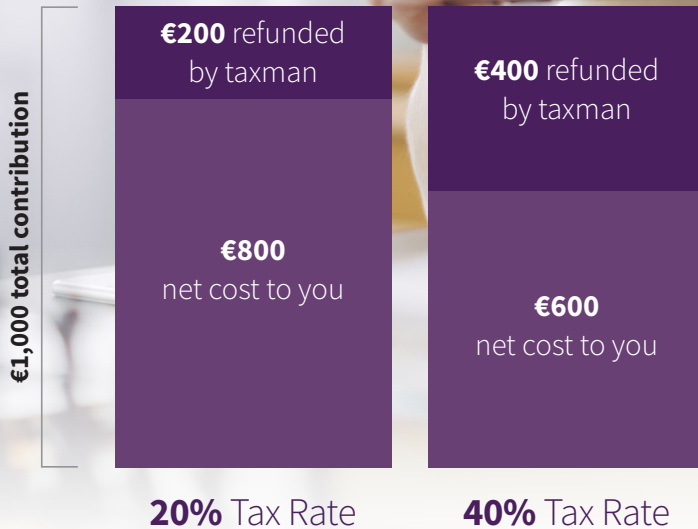 €1,000 total contribution
€200 refunded
by taxman
€800
net cost to you
20% Tax Rate
€400 refunded
by taxman
€600
net cost to you
40% Tax Rate